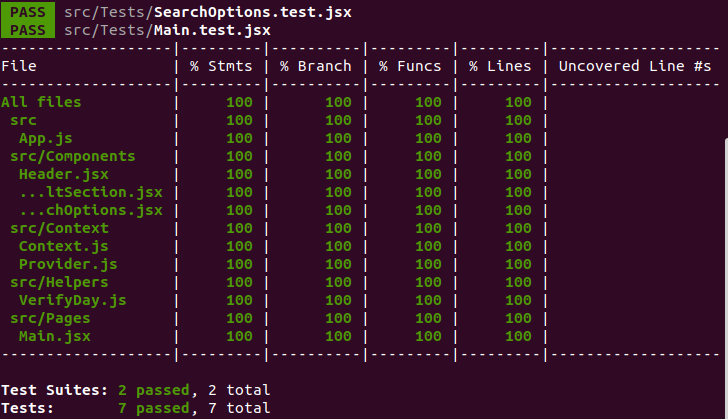 PASS  src/Tests/SearchOptions.test.jsx
PASS  src/Tests/Main.test.jsx
-------------------|---------|----------|---------|---------|-------------------
File               | % Stmts | % Branch | % Funcs | % Lines | Uncovered Line #s
-------------------|---------|----------|---------|---------|-------------------
All files          |     100 |      100 |     100 |     100 |
 src               |     100 |      100 |     100 |     100 |
  App.js           |     100 |      100 |     100 |     100 |
 src/Components    |     100 |      100 |     100 |     100 |
  Header.jsx       |     100 |      100 |     100 |     100 |
  ...ltSection.jsx |     100 |      100 |     100 |     100 |
  ...chOptions.jsx |     100 |      100 |     100 |     100 |
 src/Context       |     100 |      100 |     100 |     100 |
  Context.js       |     100 |      100 |     100 |     100 |
  Provider.js      |     100 |      100 |     100 |     100 |
 src/Helpers       |     100 |      100 |     100 |     100 |
  VerifyDay.js     |     100 |      100 |     100 |     100 |
 src/Pages         |     100 |      100 |     100 |     100 |
  Main.jsx         |     100 |      100 |     100 |     100 |
-------------------|---------|----------|---------|---------|-------------------
Test Suites: 2 passed, 2 total
Tests:       7 passed, 7 total